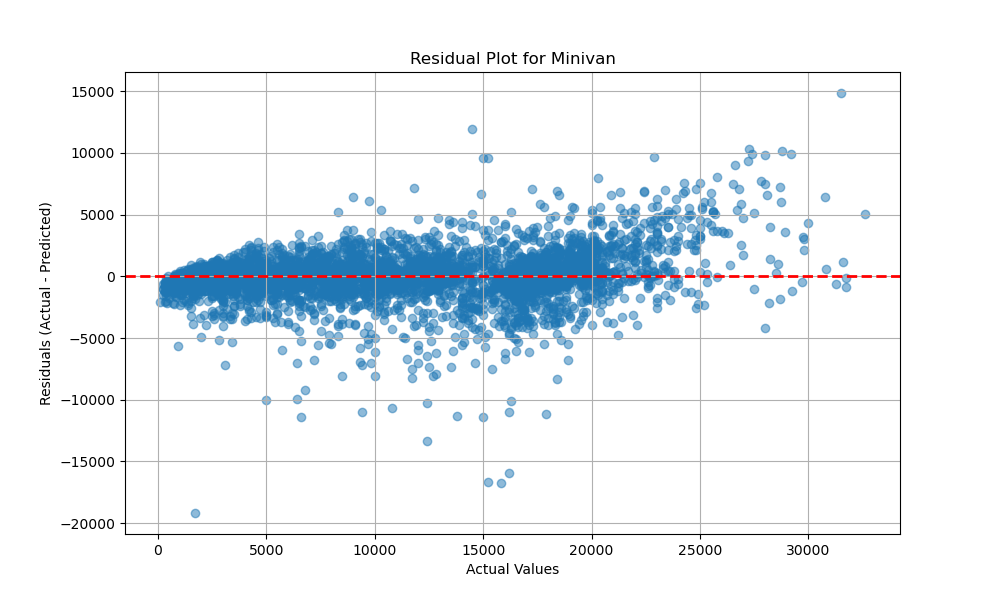 Residual Plot for Minivan
15000
10000
5000
0
−5000
−10000
−15000
−20000
Residuals (Actual - Predicted)
0 5000 10000 15000 20000 25000 30000
Actual Values